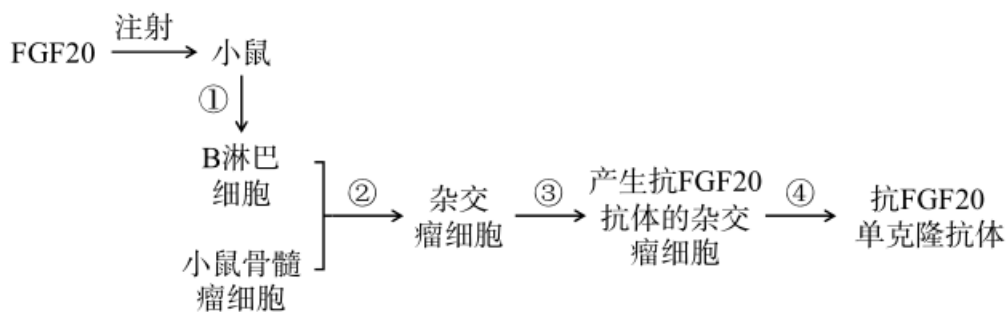 FGF20
注射
小鼠
①
B淋巴
细胞
小鼠骨髓
瘤细胞
②
杂交
瘤细胞
③
产生抗FGF20
抗体的杂交
瘤细胞
④
抗FGF20
单克隆抗体